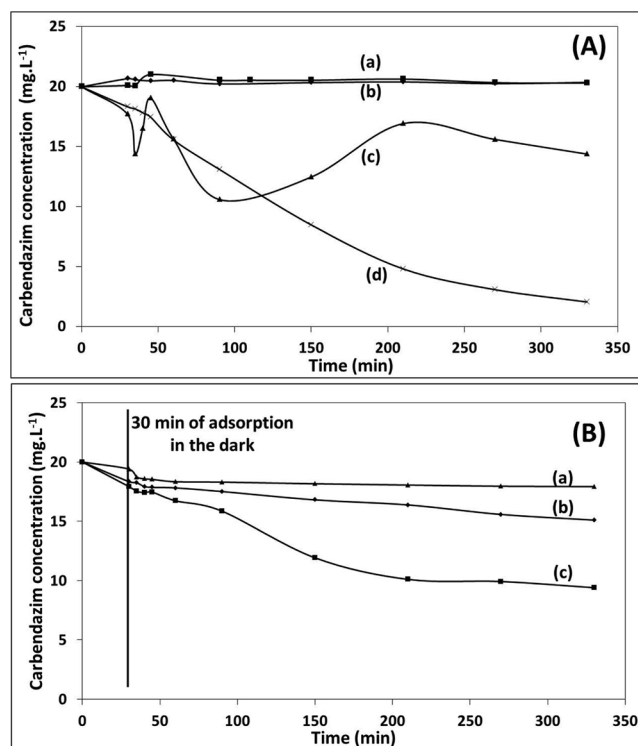 25
(A)
(a)
20
(b)
15
(c)
10
5
(d)
0
0 50 100 150 200 250 300 350
Time (min)
Carbendazim concentration (mg.L-1)
25
30 min of adsorption
in the dark
(B)
20
(a)
(b)
15
10
(c)
5
0
0 50 100 150 200 250 300 350
Time (min)
Carbendazim concentration (mg.L-1)